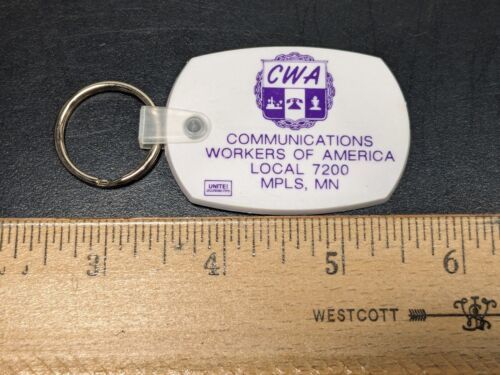 CWA
COMMUNICATIONS
WORKERS OF AMERICA
LOCAL 7200
MPLS, MN
UNITE!
3 4 5 6
WESTCOTT